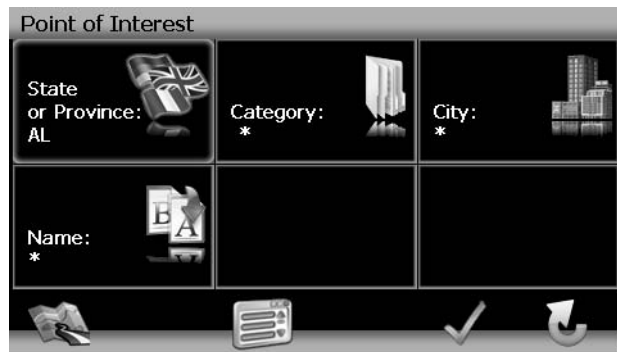 Point of Interest
State
or Province:
AL
Category:
*
City:
*
Name:
*
B A